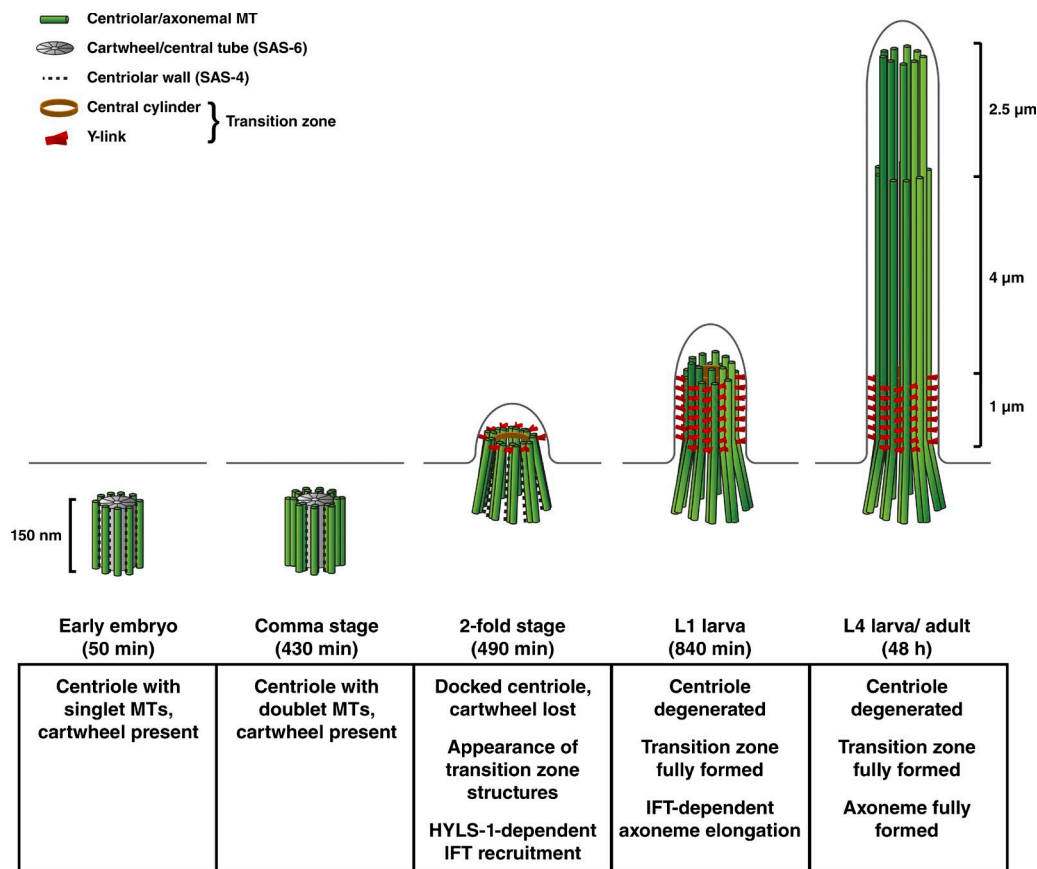 Centriolar/axonemal MT
Cartwheel/central tube (SAS-6)
Centriolar wall (SAS-4)
Central cylinder
Y-link
Transition zone
2.5 μm
4 μm
1 μm
150 nm
Early embryo
(50 min)
Comma stage
(430 min)
2-fold stage
(490 min)
L1 larva
(840 min)
L4 larva/ adult
(48 h)
Centriole with
singlet MTs,
cartwheel present
Centriole with
doublet MTs,
cartwheel present
Docked centriole,
cartwheel lost
Appearance of
transition zone
structures
HYLS-1-dependent
IFT recruitment
Centriole
degenerated
Transition zone
fully formed
IFT-dependent
axoneme elongation
Centriole
degenerated
Transition zone
fully formed
Axoneme fully
formed